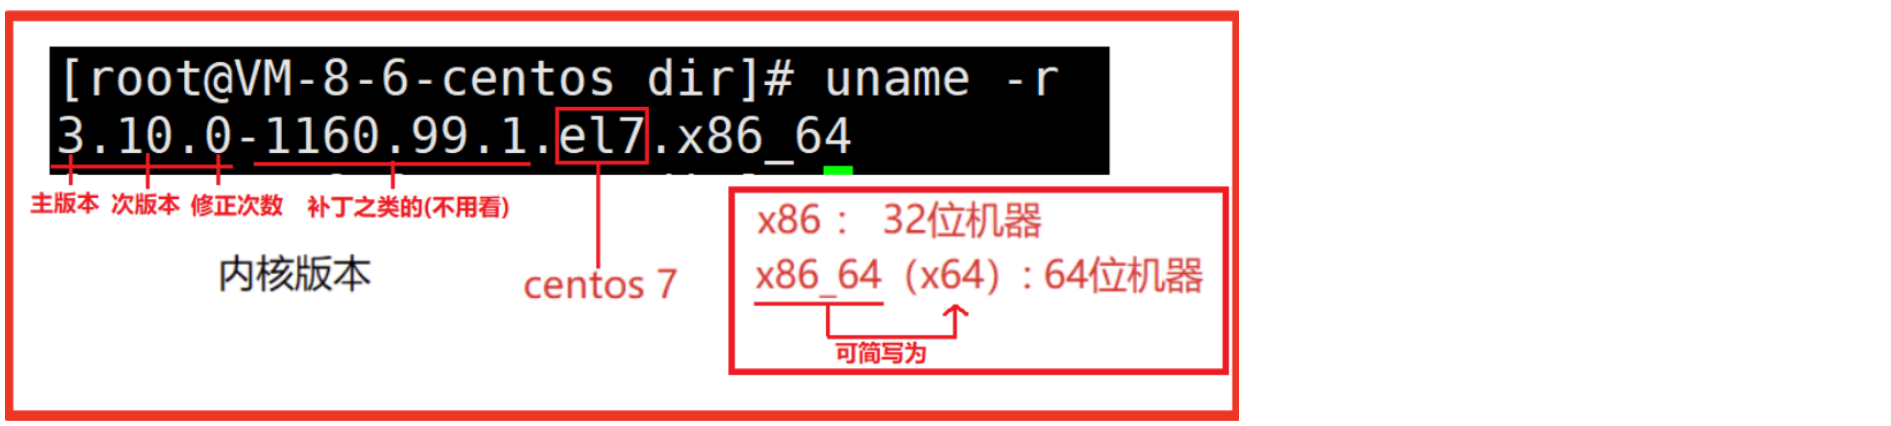 [root@VM-8-6-centos dir]# uname -r
3.10.0-1160.99.1.el7.x86_64
主版本 次版本 修正次数 补丁之类的(不用看)
内核版本
centos 7
x86： 32位机器
x86_64（x64）: 64位机器
可简写为